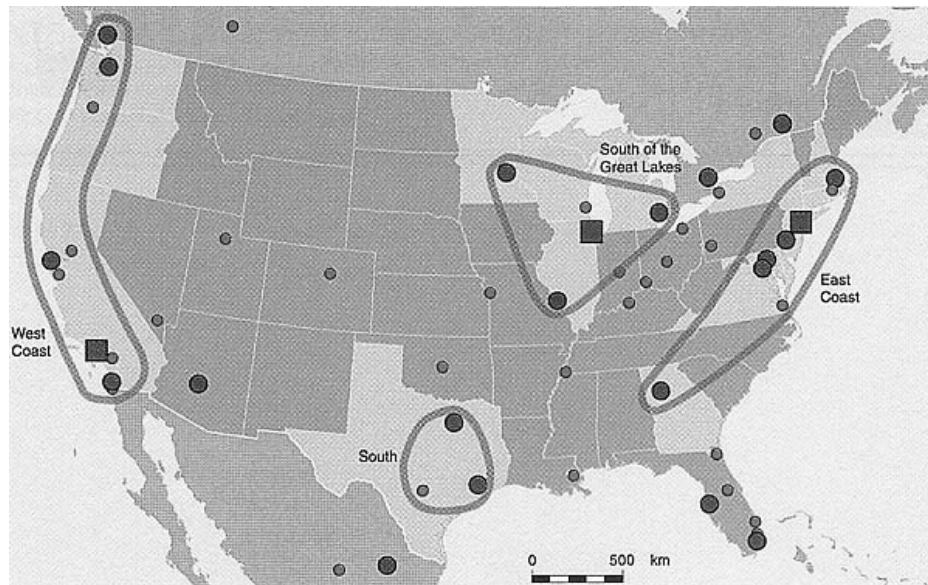 South of the
Great Lakes
East
Coast
West
Coast
South
0 500 km